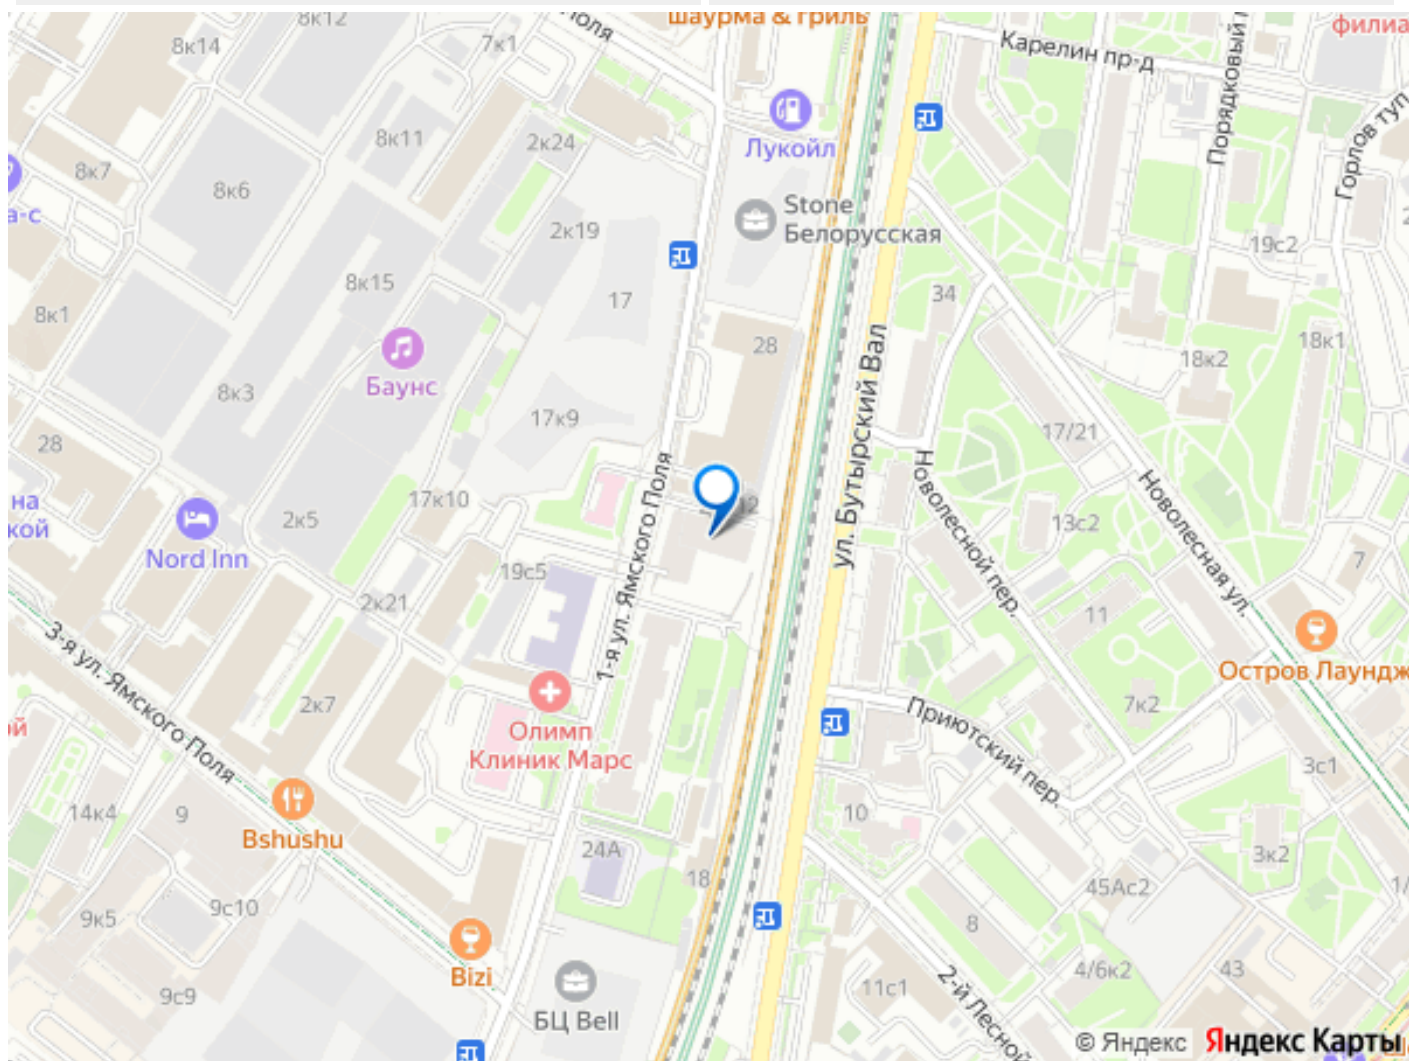 шаурма & гриль
Поля
8к12
7к1
8к14
филиа
Карелин пр-д
Порядковый
Горлов туп.
Лукойл
8к11
2к24
8к7
8к6
а-с
Stone
Белорусская
2к19
19с2
8к15
17
34
8к1
28
18к1
18к2
Баунс
8к3
17к9
ул. Бутырский Вал
17/21
28
1-я ул. Ямского Поля
Новолесной пер.
Новолесная ул.
на
кой
17к10
2к5
13с2
Nord Inn
7
19с5
2к21
11
3-я ул. Ямского Поля
Остров Лаундж
2к7
7к2
ой
Олимп
Клиник Марс
Приютский пер.
3с1
14к4
9
10
Bshushu
24А
3к2
18
45Ас2
9к5
9с10
8
Bizi
4/6к2
43
9с9
11с1
2-й Лесной
БЦ Bell
© Яндекс Яндекс Карты